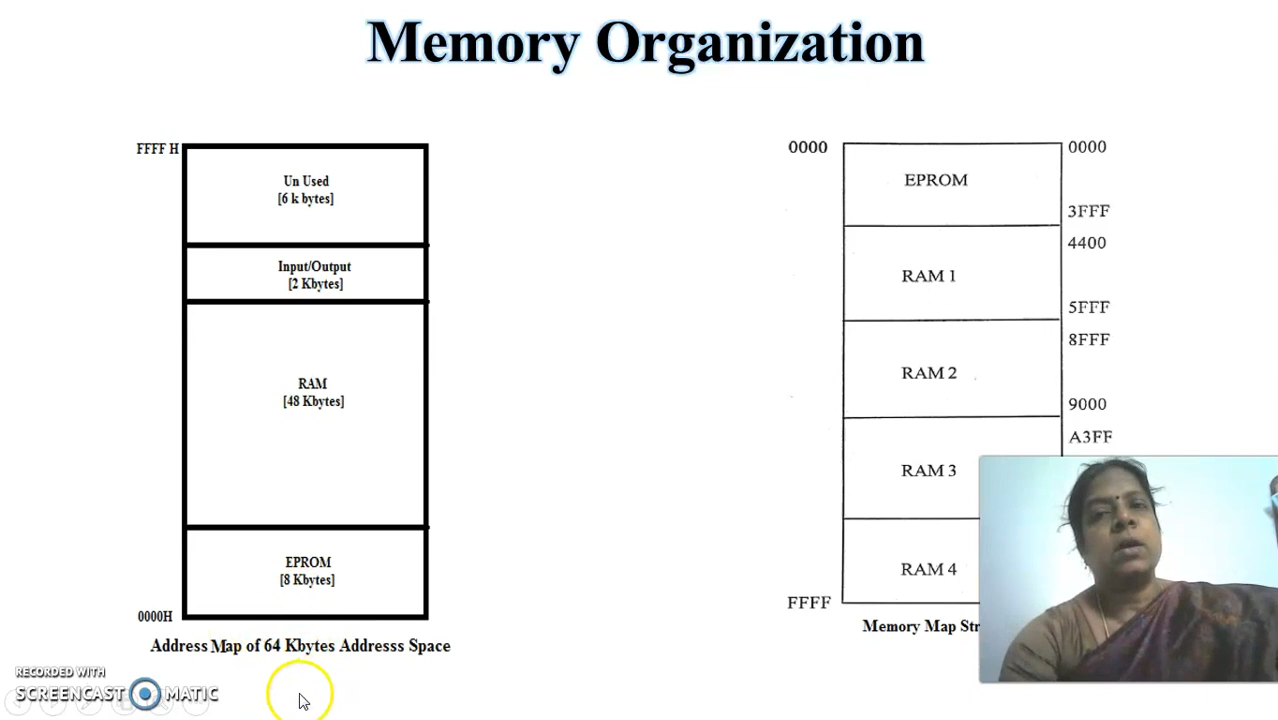 Memory Organization
FFFF H
Un Used
[6 k bytes]
Input/Output
[2 Kbytes]
RAM
[48 Kbytes]
EPROM
[8 Kbytes]
0000H
Address Map of 64 Kbytes Addresss Space
0000
0000
EPROM
3FFF
4400
RAM 1
5FFF
8FFF
RAM 2
9000
A3FF
RAM 3
RAM 4
FFFF
Memory Map
RECORDED WITH
SCREENCAST MATIC